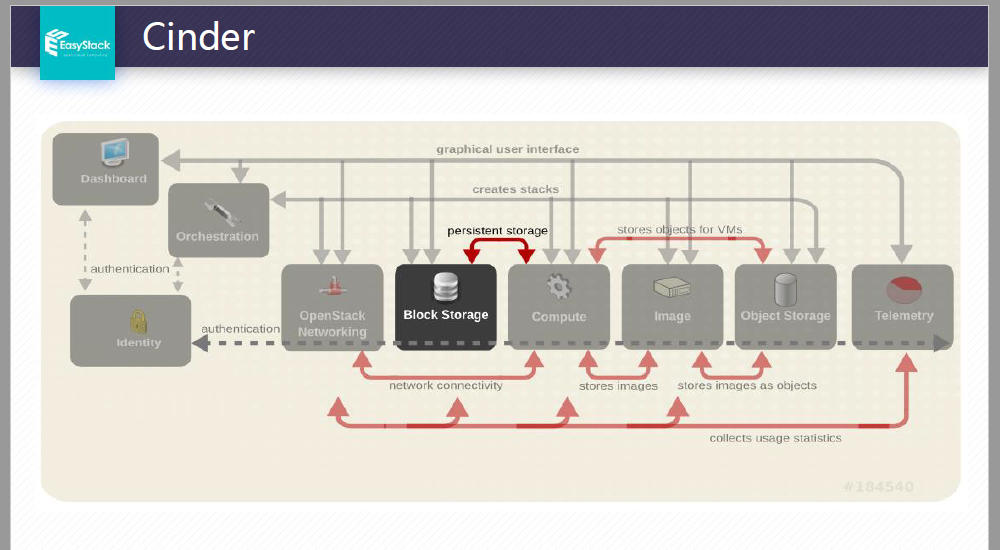 EasyStack
Cinder
graphical user interface
Dashboard
creates stacks
Orchestration
persistent storage
stores objects for VMs
authentication
OpenStack
Networking
Block Storage
Compute
Image
Object Storage
Telemetry
Identity
authentication
network connectivity
stores images
stores images as objects
collects usage statistics
#184540